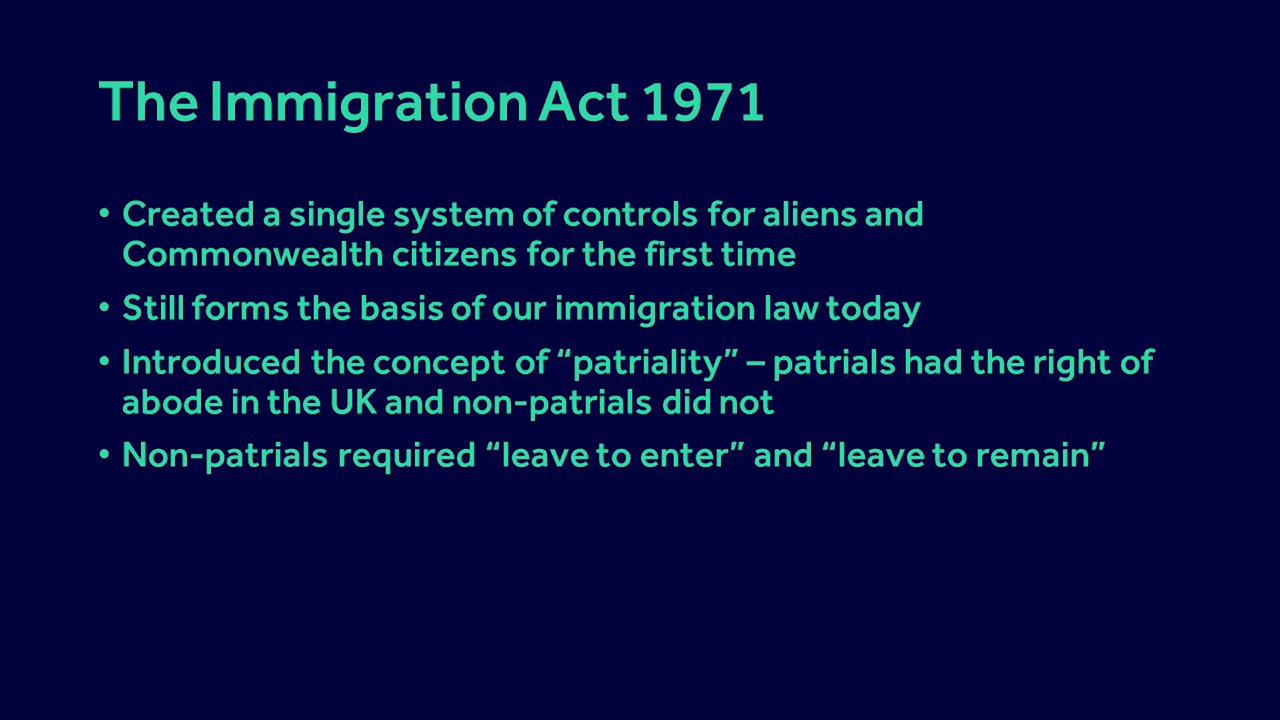 The Immigration Act 1971
• Created a single system of controls for aliens and
Commonwealth citizens for the first time
• Still forms the basis of our immigration law today
• Introduced the concept of “patriality” – patrials had the right of
abode in the UK and non-patrials did not
• Non-patrials required “leave to enter” and “leave to remain”